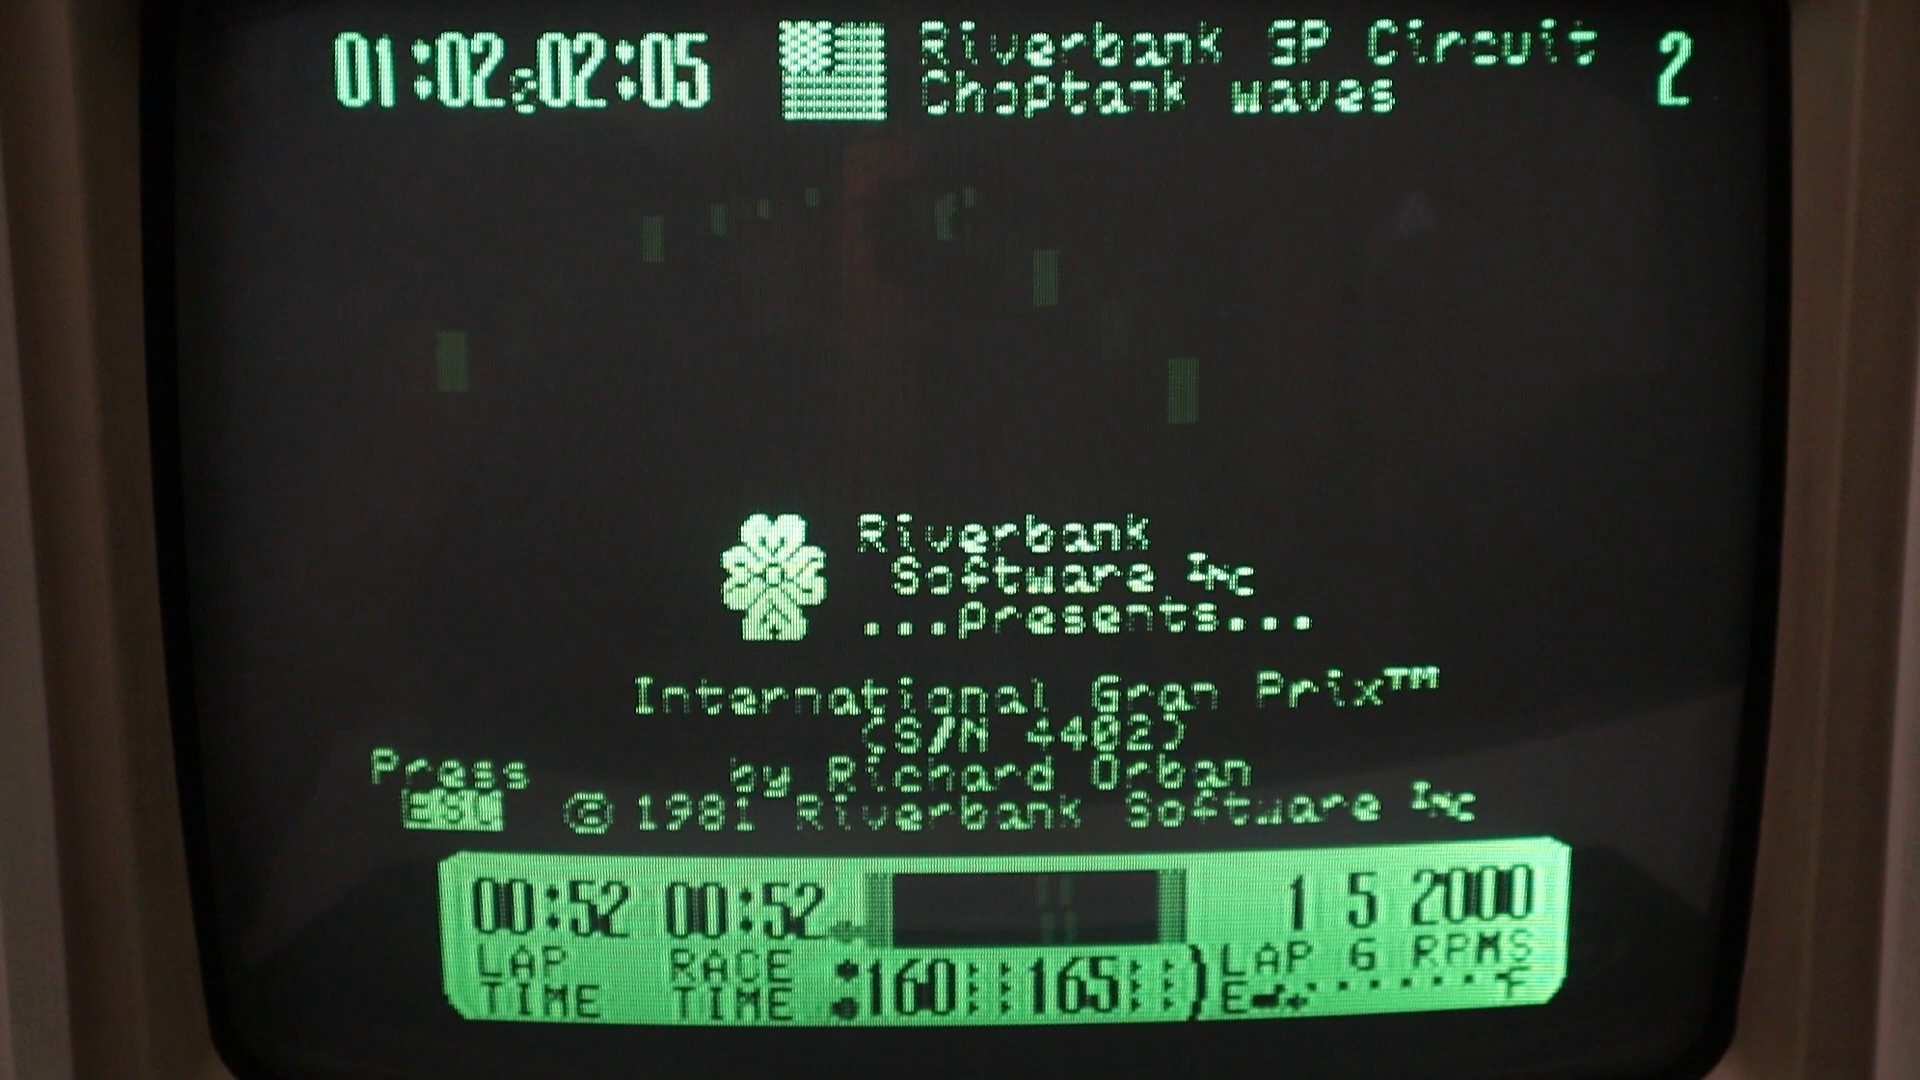 01:02 02:05 Riverbank GP Circuit 2
Choptank waves
Riverbank
Software Inc
...presents...
International Gran Prix™
(S/N 4402)
Press by Richard Orban
ESC © 1981 Riverbank Software Inc
00:52 00:52 1 5 2000
LAP TIME RACE TIME LAP G RPMS
160 165 E F